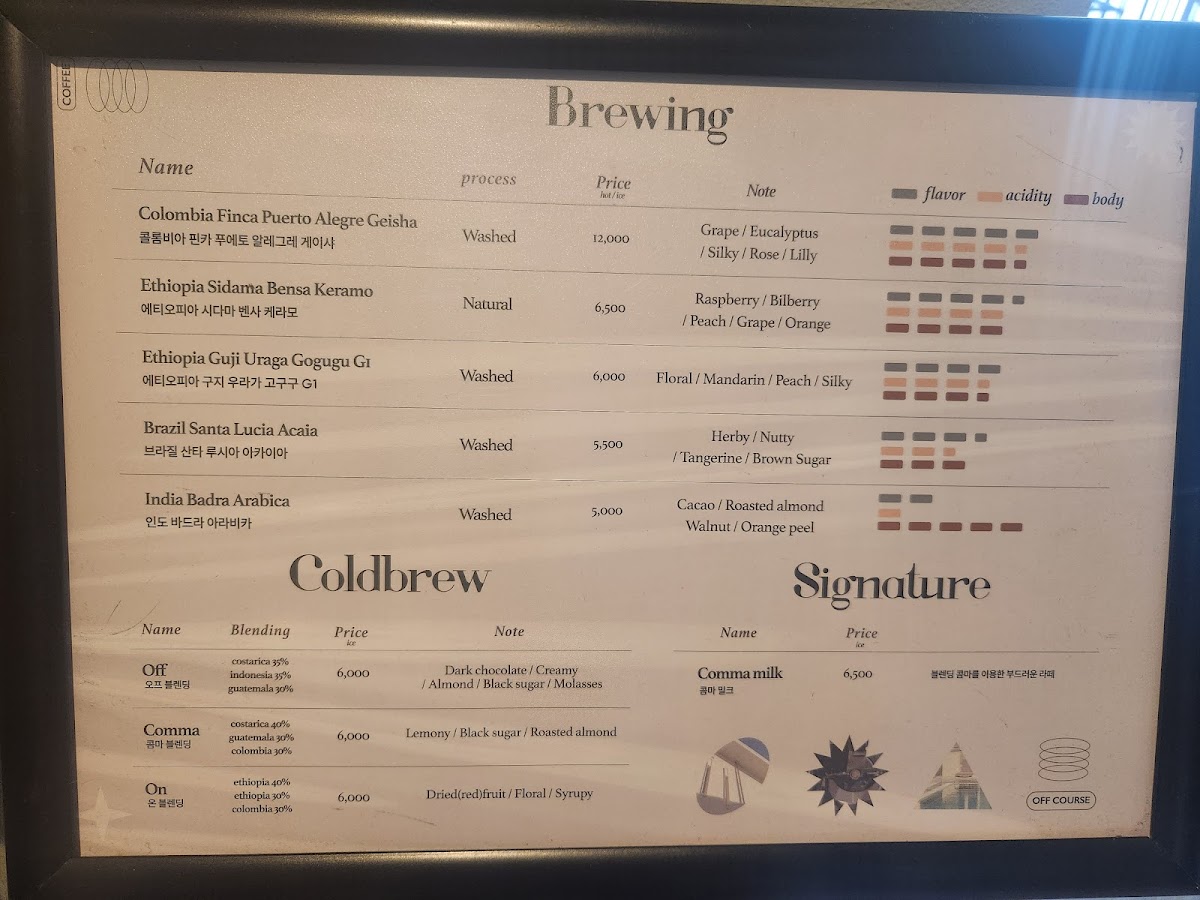 COFFEE
Brewing
Name process Price Note flavor acidity body
hot / ice
Colombia Finca Puerto Alegre Geisha
콜롬비아 핀카 푸에토 알레그레 게이샤
Washed
12,000
Grape / Eucalyptus
/ Silky / Rose / Lilly
Ethiopia Sidama Bensa Keramo
에티오피아 시다마 벤사 케라모
Natural
6,500
Raspberry / Bilberry
/ Peach / Grape / Orange
Ethiopia Guji Uraga Gogugu G1
에티오피아 구지 우라가 고구구 G1
Washed
6,000
Floral / Mandarin / Peach / Silky
Brazil Santa Lucia Acaia
브라질 산타 루시아 아카이아
Washed
5,500
Herby / Nutty
/ Tangerine / Brown Sugar
India Badra Arabica
인도 바드라 아라비카
Washed
5,000
Cacao / Roasted almond
Walnut / Orange peel
Coldbrew
Name Blending Price Note
ice
Off
오프 블렌딩
costarica 35%
indonesia 35%
guatemala 30%
6,000
Dark chocolate / Creamy
/ Almond / Black sugar / Molasses
Comma
콤마 블렌딩
costarica 40%
guatemala 30%
colombia 30%
6,000
Lemony / Black sugar / Roasted almond
On
온 블렌딩
ethiopia 40%
ethiopia 30%
colombia 30%
6,000
Dried(red)fruit / Floral / Syrupy
Signature
Name Price
ice
Comma milk
콤마 밀크
6,500
블렌딩 콤마를 이용한 부드러운 라떼
OFF COURSE